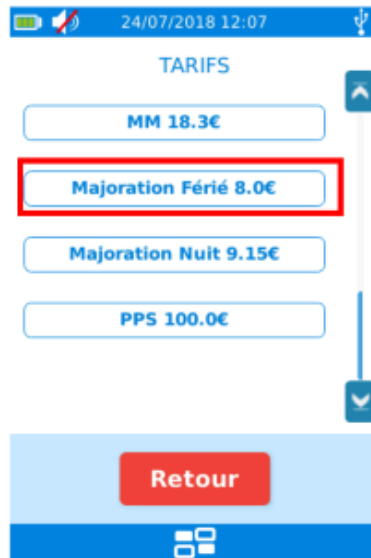 24/07/2018 12:07
TARIFS
MM 18.3€
Majoration Férié 8.0€
Majoration Nuit 9.15€
PPS 100.0€
Retour